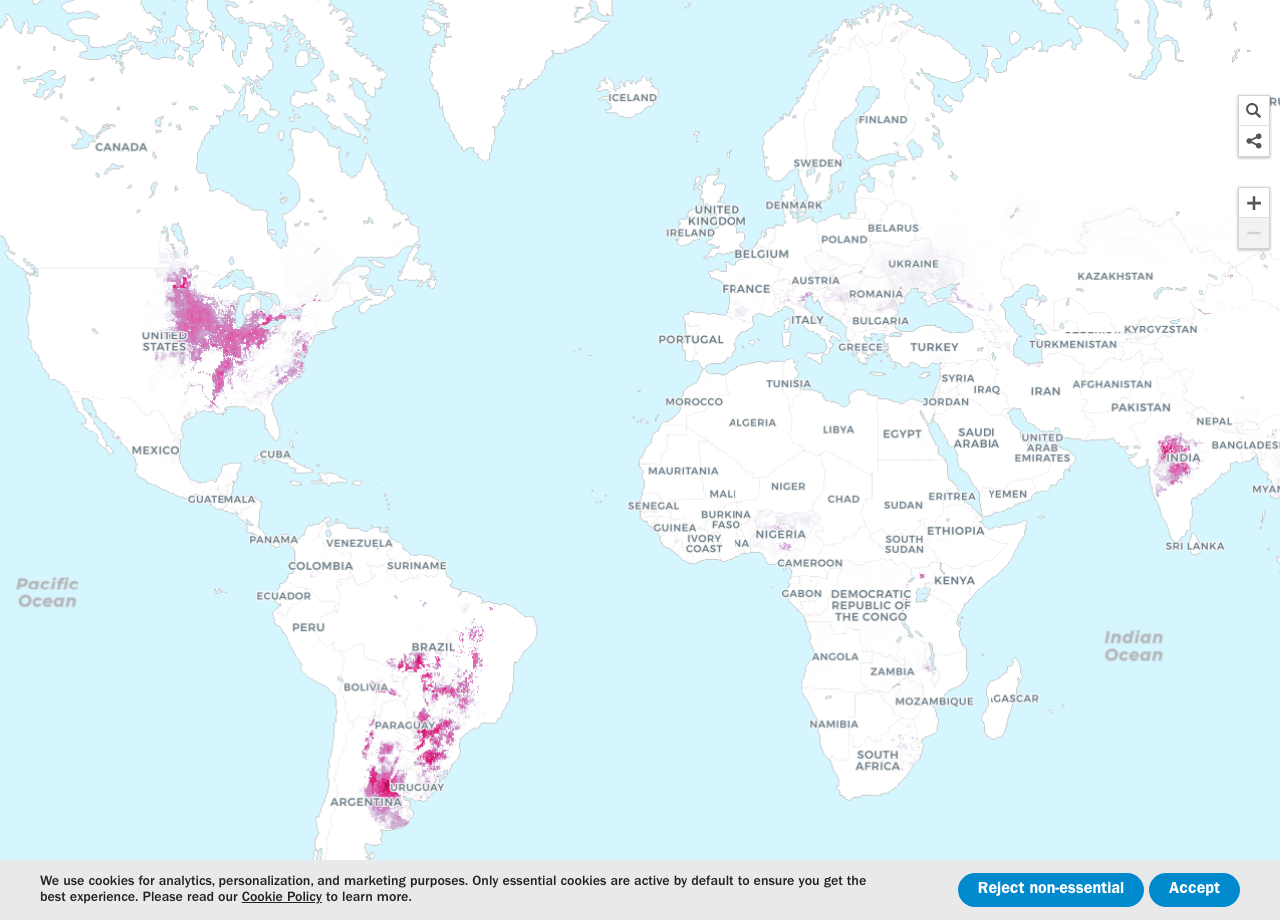 ICELAND
FINLAND
CANADA
SWEDEN
DENMARK
UNITED
KINGDOM
IRELAND
BELARUS
POLAND
BELGIUM
UKRAINE
AUSTRIA
KAZAKHSTAN
FRANCE
ROMANIA
ITALY
BULGARIA
KYRGYZSTAN
UNITED
STATES
PORTUGAL
GREECE
TURKEY
TURKMENISTAN
TUNISIA
SYRIA
IRAQ
IRAN
AFGHANISTAN
MOROCCO
JORDAN
PAKISTAN
ALGERIA
LIBYA
EGYPT
SAUDI
ARABIA
UNITED
ARAB
EMIRATES
NEPAL
BANGLADES
MEXICO
CUBA
INDIA
MAURITANIA
NIGER
MALI
CHAD
SUDAN
ERITREA
YEMEN
MYAN
GUATEMALA
SENEGAL
BURKINA
FASO
GUINEA
IVORY
COAST
NA
NIGERIA
ETHIOPIA
SOUTH
SUDAN
PANAMA
VENEZUELA
SRI LANKA
COLOMBIA
SURINAME
CAMEROON
KENYA
Pacific
Ocean
ECUADOR
GABON
DEMOCRATIC
REPUBLIC OF
THE CONGO
PERU
BRAZIL
Indian
Ocean
ANGOLA
ZAMBIA
BOLIVIA
MOZAMBIQUE
GASCAR
PARAGUAY
NAMIBIA
SOUTH
AFRICA
URUGUAY
ARGENTINA
We use cookies for analytics, personalization, and marketing purposes. Only essential cookies are active by default to ensure you get the
best experience. Please read our Cookie Policy to learn more.
Reject non-essential
Accept